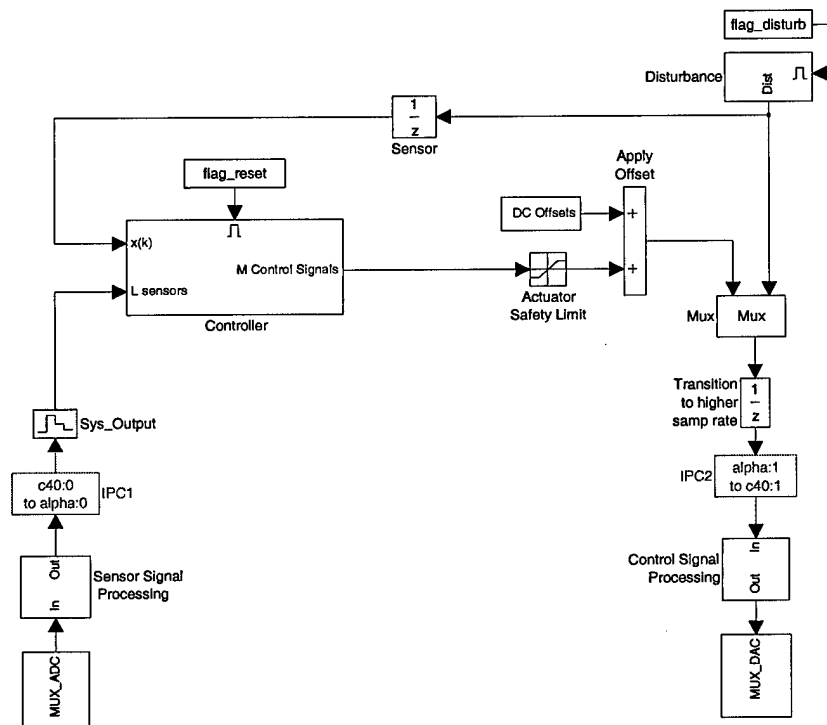 flag_disturb
Disturbance
Dist
1
z
Sensor
flag_reset
Apply
Offset
DC Offsets
+
+
x(k)
M Control Signals
L sensors
Controller
Actuator
Safety Limit
Mux
Mux
Transition
to higher
samp rate
1
z
Sys_Output
c40:0
to alpha:0
IPC1
IPC2
alpha:1
to c40:1
Out
In
Sensor Signal
Processing
Control Signal
Processing
In
Out
MUX_ADC
MUX_DAC